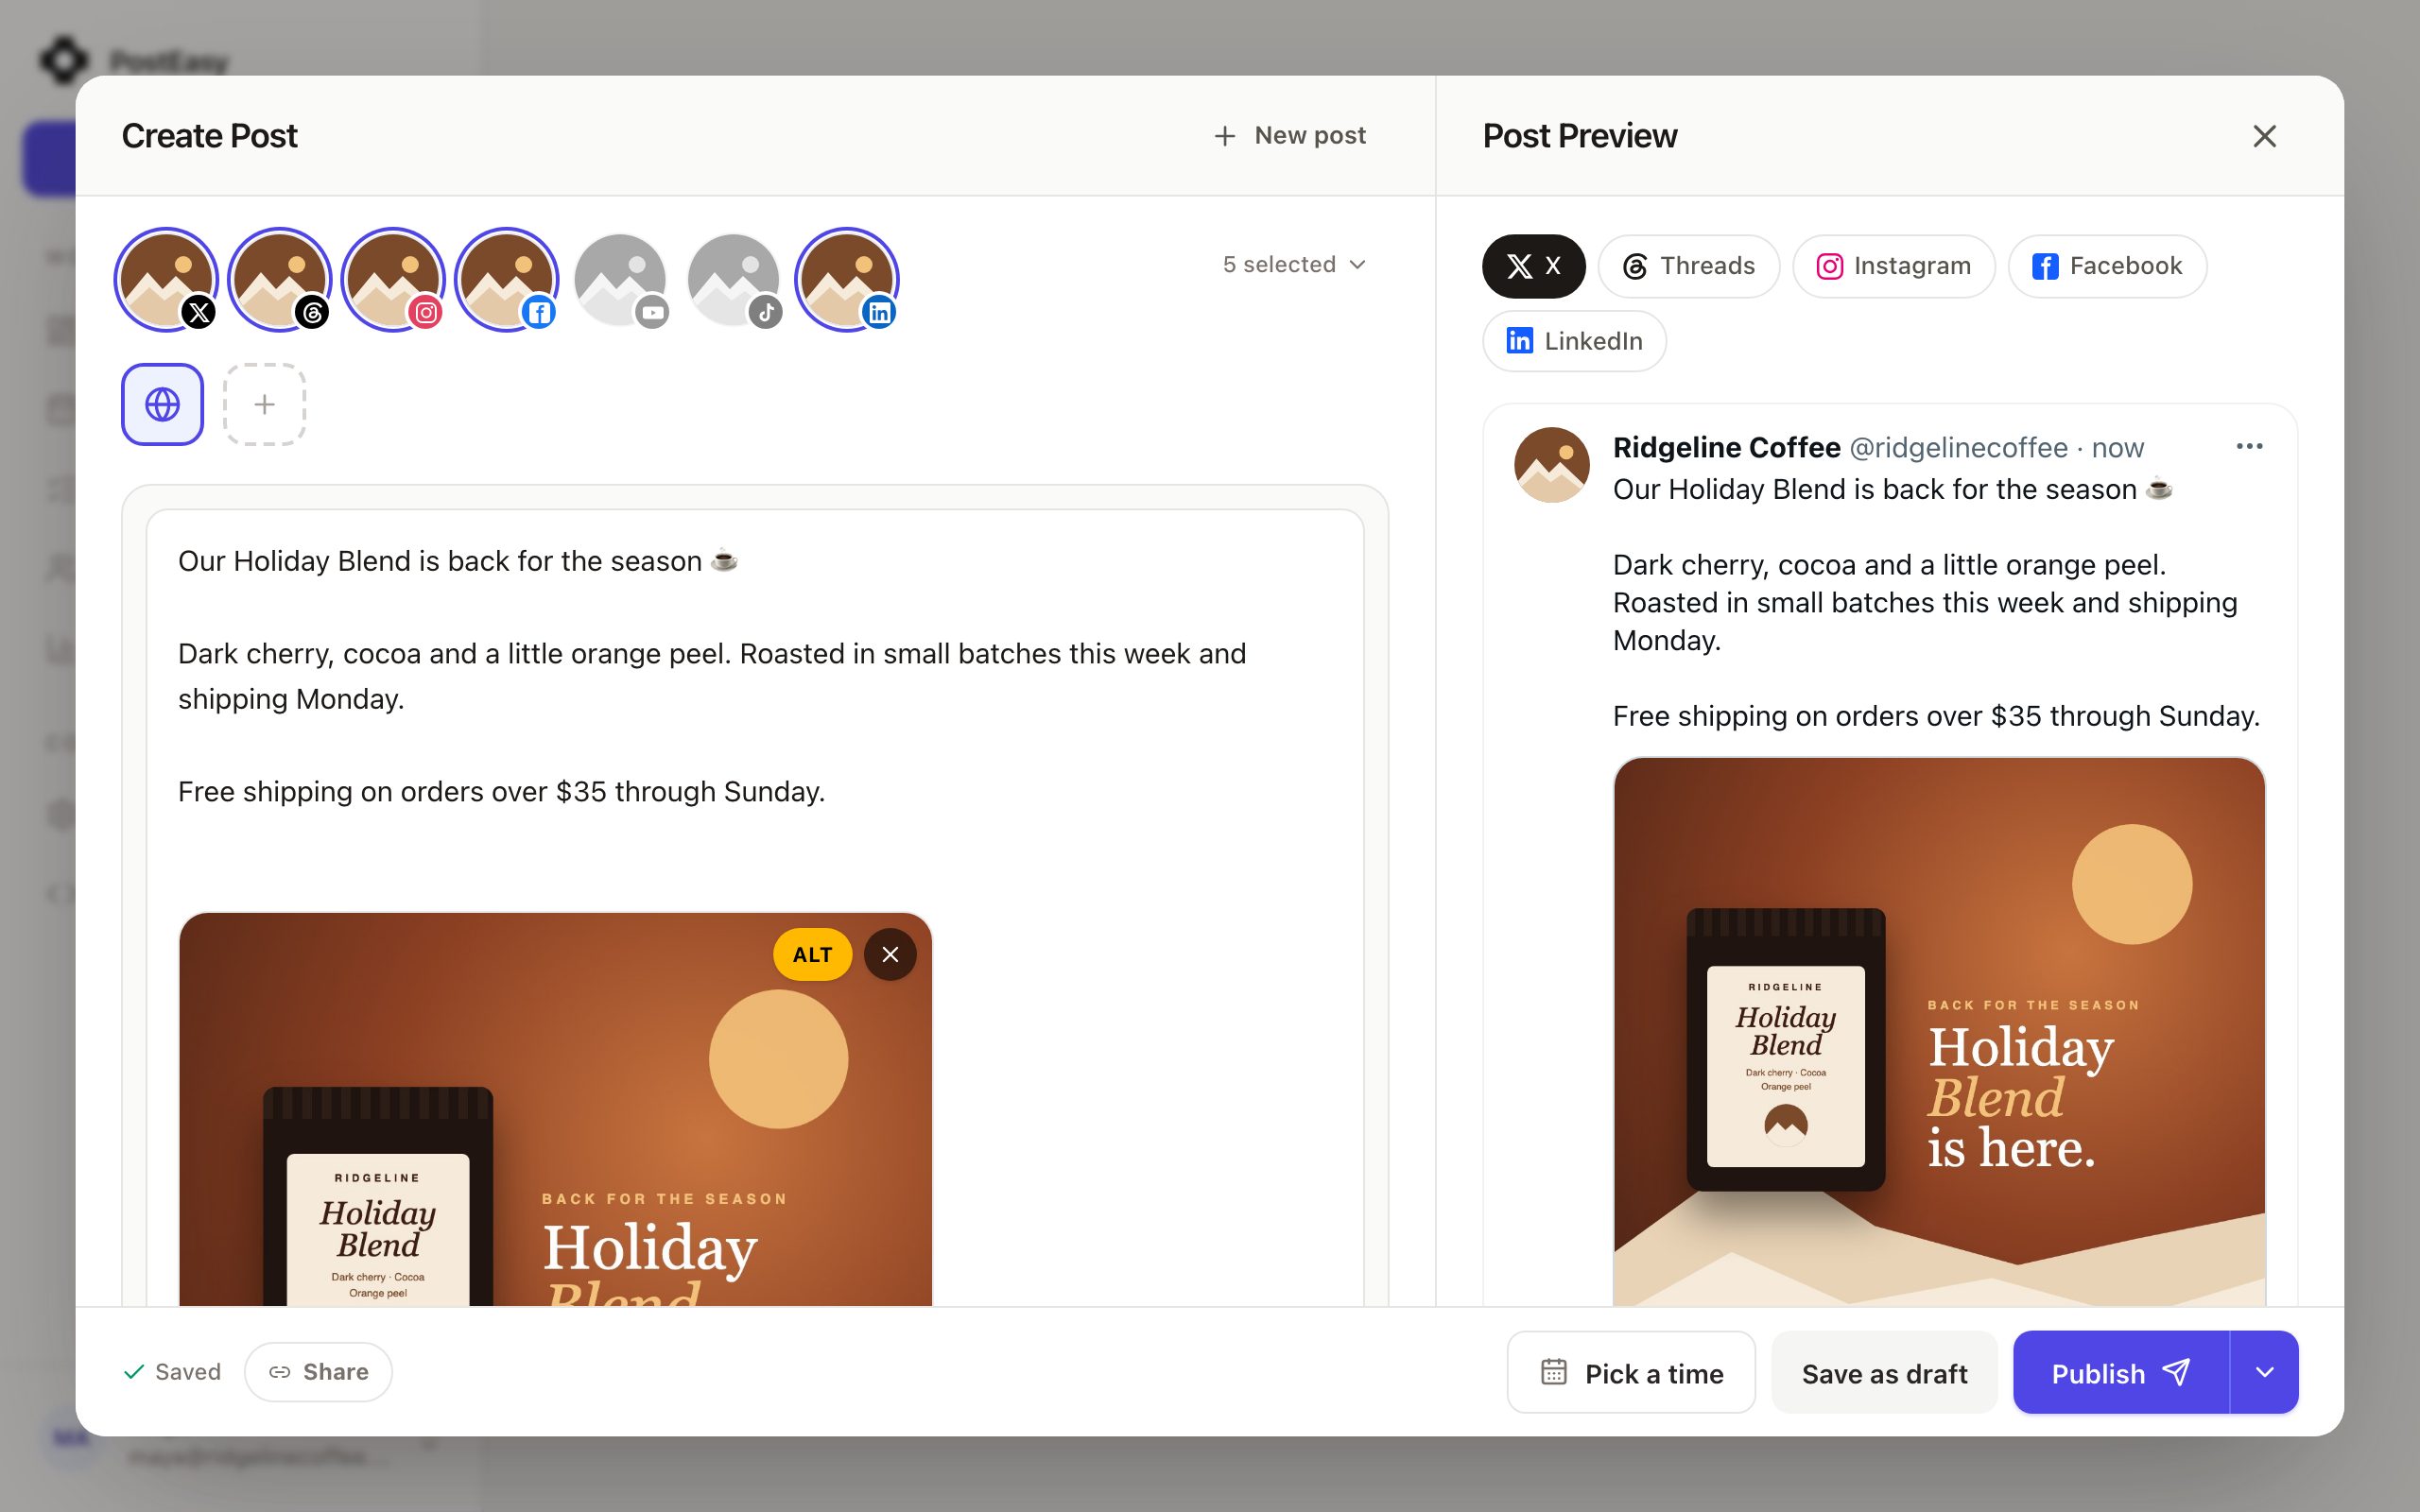 PostEasy
Create Post
New post
5 selected
Our Holiday Blend is back for the season ☕
Dark cherry, cocoa and a little orange peel. Roasted in small batches this week and
shipping Monday.
Free shipping on orders over $35 through Sunday.
ALT
RIDGELINE
Holiday
Blend
Dark cherry · Cocoa
Orange peel
BACK FOR THE SEASON
Holiday
Blend
Saved
Share
Post Preview
X
Threads
Instagram
Facebook
LinkedIn
Ridgeline Coffee @ridgelinecoffee · now
Our Holiday Blend is back for the season ☕
Dark cherry, cocoa and a little orange peel.
Roasted in small batches this week and shipping
Monday.
Free shipping on orders over $35 through Sunday.
RIDGELINE
Holiday
Blend
Dark cherry · Cocoa
Orange peel
BACK FOR THE SEASON
Holiday
Blend
is here.
Pick a time
Save as draft
Publish
maya@ridgelinecoffee...